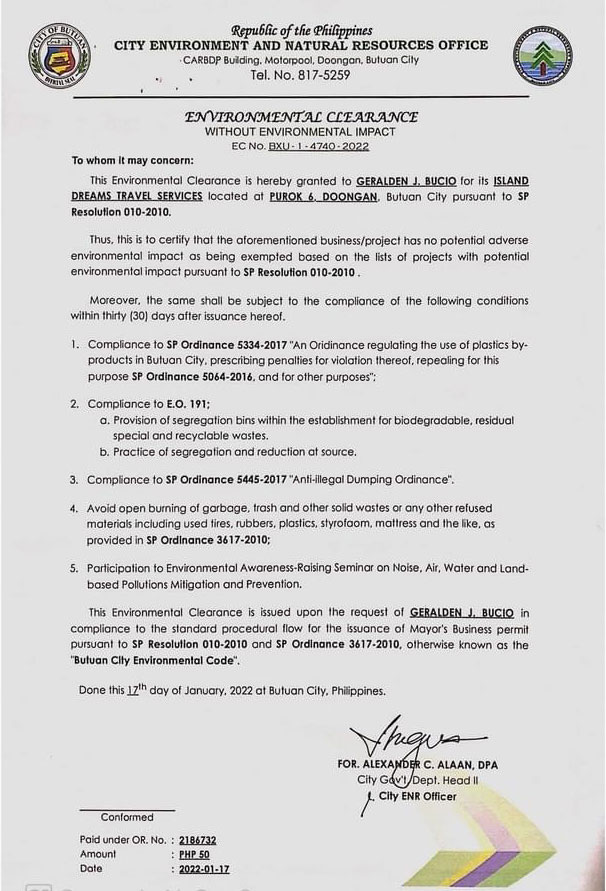 Republic of the Philippines
CITY ENVIRONMENT AND NATURAL RESOURCES OFFICE
CARBDP Building, Motorpool, Doongan, Butuan City
Tel. No. 817-5259
CITY OF BUTUAN
OFFICIAL SEAL
ENVIRONMENTAL CLEARANCE
WITHOUT ENVIRONMENTAL IMPACT
EC No. BXU - 1 - 4740 - 2022
To whom it may concern:
This Environmental Clearance is hereby granted to GERALDEN J. BUCIO for its ISLAND
DREAMS TRAVEL SERVICES located at PUROK 6, DOONGAN, Butuan City pursuant to SP
Resolution 010-2010.
Thus, this is to certify that the aforementioned business/project has no potential adverse
environmental impact as being exempted based on the lists of projects with potential
environmental impact pursuant to SP Resolution 010-2010 .
Moreover, the same shall be subject to the compliance of the following conditions
within thirty (30) days after issuance hereof.
1. Compliance to SP Ordinance 5334-2017 "An Oridinance regulating the use of plastics by-
products in Butuan City, prescribing penalties for violation thereof, repealing for this
purpose SP Ordinance 5064-2016, and for other purposes";
2. Compliance to E.O. 191;
a. Provision of segregation bins within the establishment for biodegradable, residual
special and recyclable wastes.
b. Practice of segregation and reduction at source.
3. Compliance to SP Ordinance 5445-2017 "Anti-illegal Dumping Ordinance".
4. Avoid open burning of garbage, trash and other solid wastes or any other refused
materials including used tires, rubbers, plastics, styrofoam, mattress and the like, as
provided in SP Ordinance 3617-2010;
5. Participation to Environmental Awareness-Raising Seminar on Noise, Air, Water and Land-
based Pollutions Mitigation and Prevention.
This Environmental Clearance is issued upon the request of GERALDEN J. BUCIO in
compliance to the standard procedural flow for the issuance of Mayor's Business permit
pursuant to SP Resolution 010-2010 and SP Ordinance 3617-2010, otherwise known as the
"Butuan City Environmental Code".
Done this 17th day of January, 2022 at Butuan City, Philippines.
FOR. ALEXANDER C. ALAAN, DPA
City Gov't. Dept. Head II
City ENR Officer
Conformed
Paid under OR. No. : 2186732
Amount : PHP 50
Date : 2022-01-17